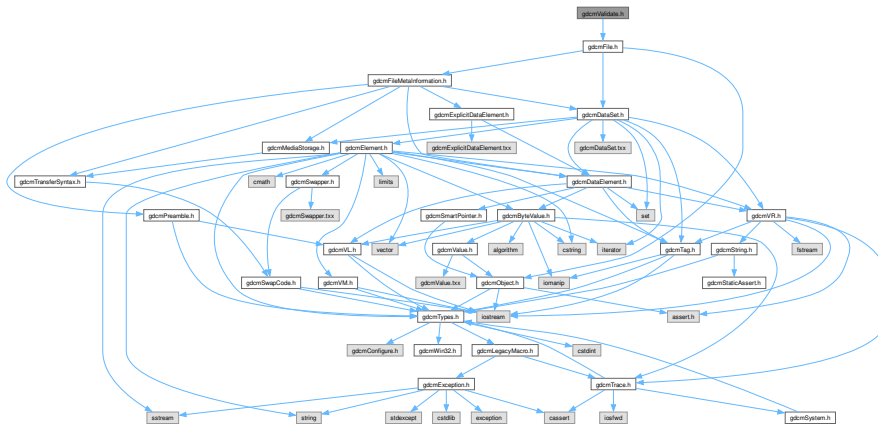 gdcmValidate.h
gdcmFile.h
gdcmFileMetaInformation.h
gdcmExplicitDataElement.h
gdcmDataSet.h
gdcmMediaStorage.h
gdcmElement.h
gdcmExplicitDataElement.txx
gdcmDataSet.txx
gdcmTransferSyntax.h
cmath
gdcmSwapper.h
limits
gdcmDataElement.h
gdcmPreamble.h
gdcmSwapper.txx
gdcmSmartPointer.h
gdcmByteValue.h
set
gdcmVR.h
gdcmVL.h
vector
gdcmValue.h
algorithm
cstring
iterator
gdcmTag.h
gdcmString.h
fstream
gdcmSwapCode.h
gdcmVM.h
gdcmValue.txx
gdcmObject.h
iomanip
gdcmStaticAssert.h
gdcmTypes.h
iostream
assert.h
gdcmConfigure.h
gdcmWin32.h
gdcmLegacyMacro.h
cstdint
gdcmException.h
gdcmTrace.h
sstream
string
stdexcept
cstdlib
exception
cassert
iosfwd
gdcmSystem.h